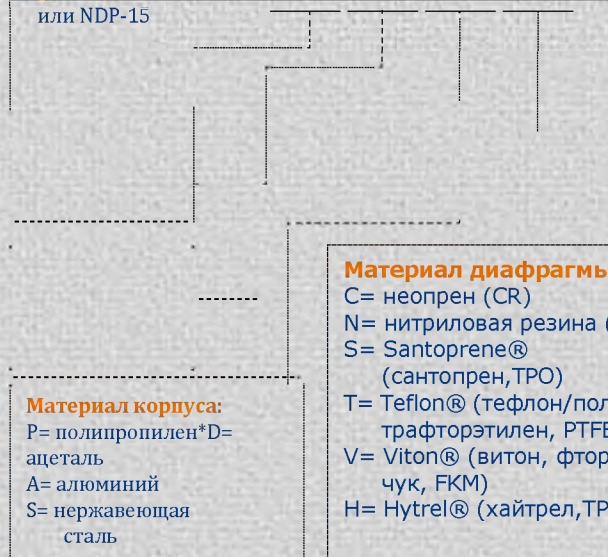 или NDP-15
Материал корпуса:
P= полипропилен*D=
ацеталь
A= алюминий
S= нержавеющая
сталь
Материал диафрагмы
C= неопрен (CR)
N= нитриловая резина (
S= Santoprene®
(сантопрен,TPO)
T= Teflon® (тефлон/пол
трафторэтилен, PTFE
V= Viton® (витон, фтор
чук, FKM)
H= Hytrel® (хайтрел,TP